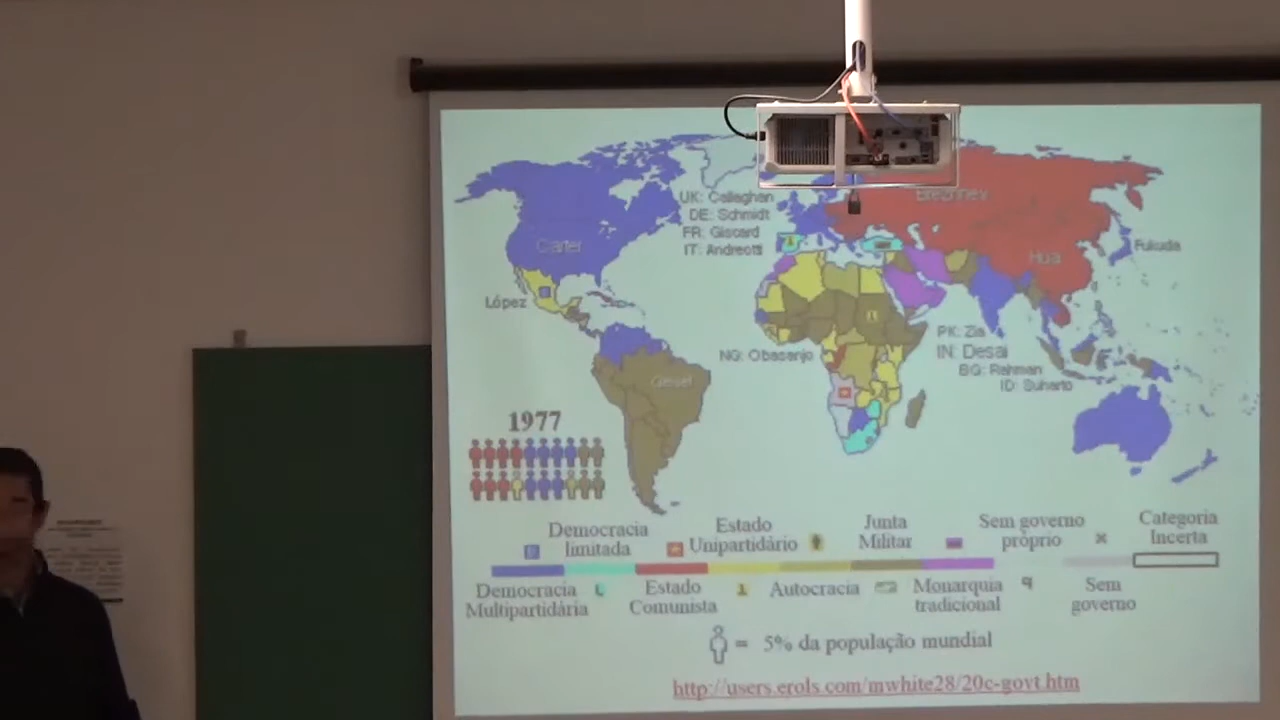 UK: Callaghan
DE: Schmidt
FR: Giscard
IT: Andreotti
Carter
Brezhnev
Hua
Fukuda
López
NG: Obasanjo
PK: Zia
IN: Desai
BG: Rahman
ID: Suharto
Geisel
1977
Democracia limitada
Estado Unipartidário
Junta Militar
Sem governo próprio
Categoria Incerta
Democracia Multipartidária
Estado Comunista
Autocracia
Monarquia tradicional
Sem governo
= 5% da população mundial
http://users.erols.com/mwhite28/20c-govt.htm